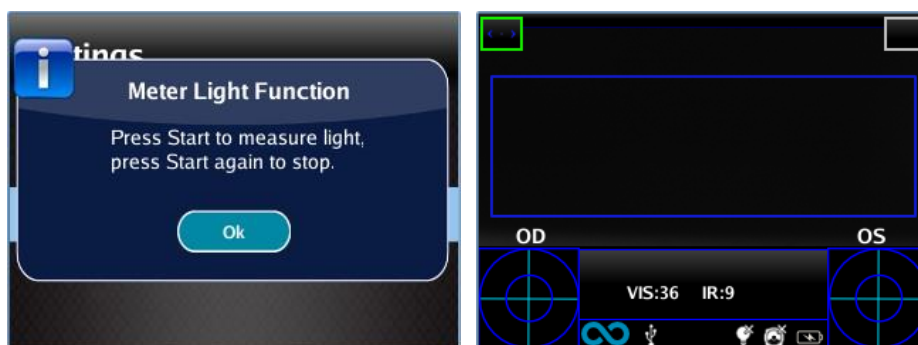 ttings
Meter Light Function
Press Start to measure light,
press Start again to stop.
Ok
OD
OS
VIS:36 IR:9